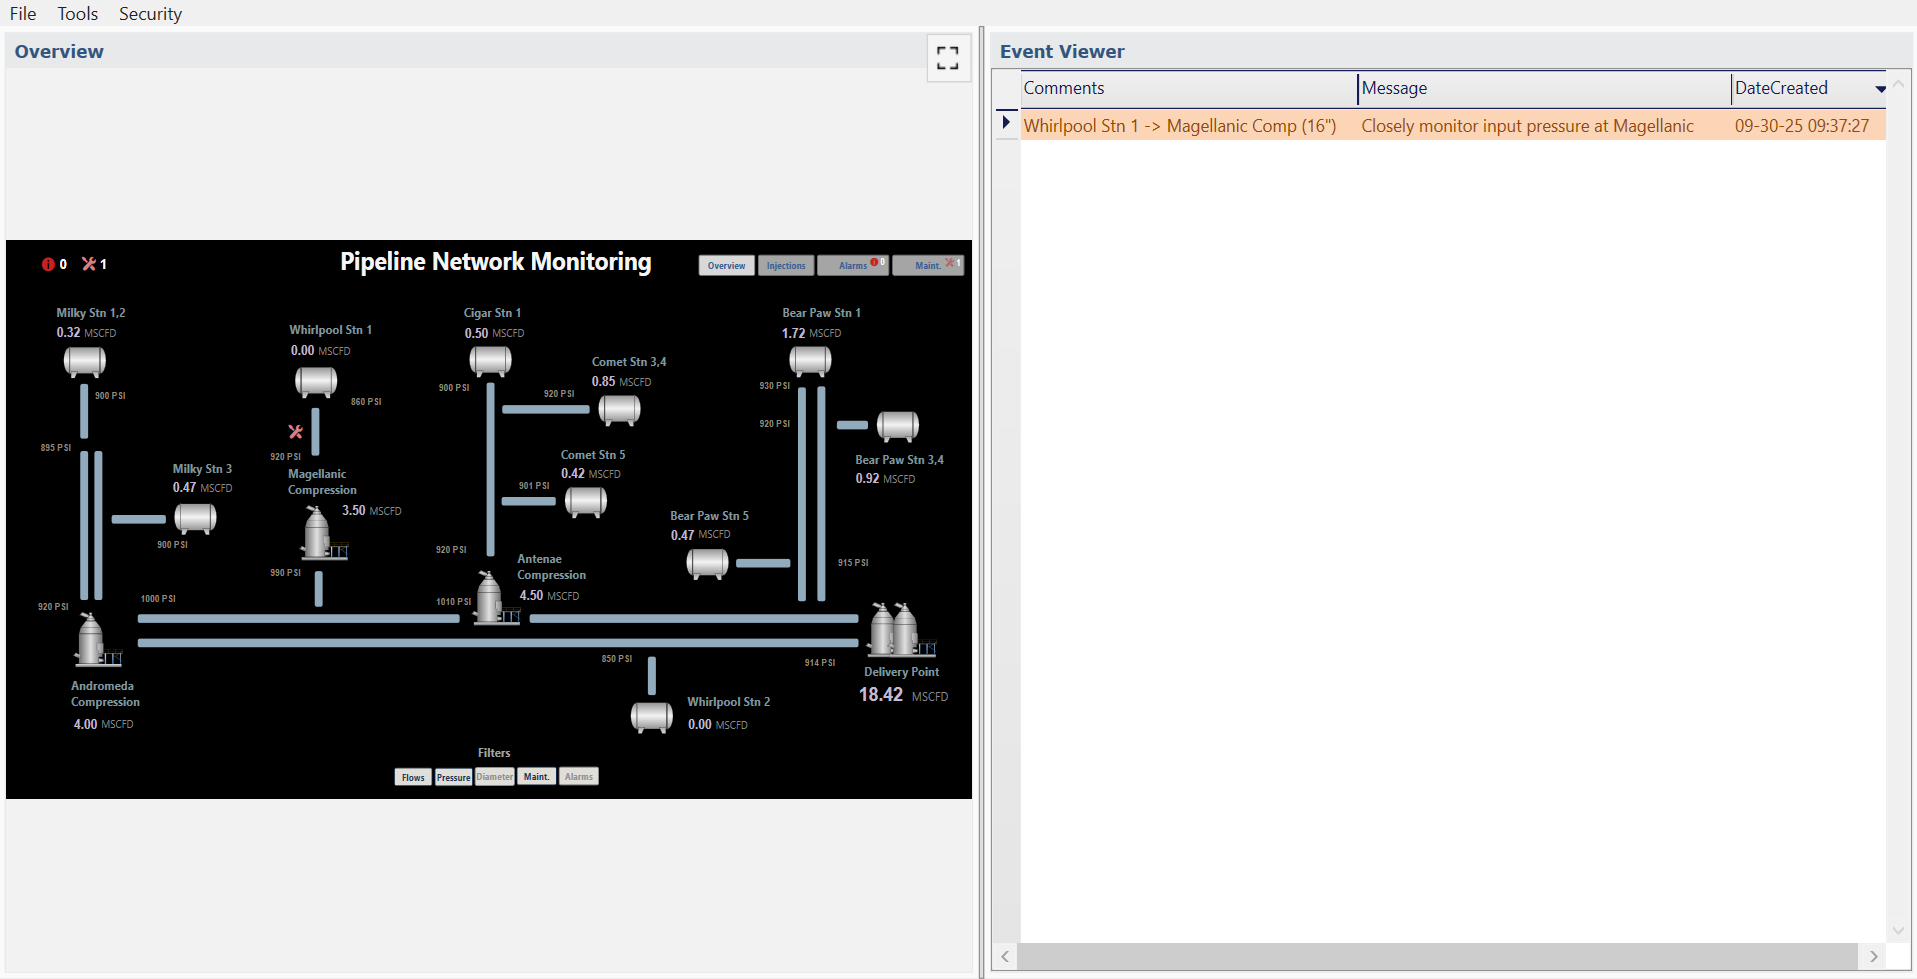 File Tools Security
Overview
Event Viewer
Comments Message DateCreated
Whirlpool Stn 1 -> Magellanic Comp (16") Closely monitor input pressure at Magellanic 09-30-25 09:37:27
0 1
Pipeline Network Monitoring
Overview Injections Alarms 0 Maint. 1
Milky Stn 1,2
0.32 MSCFD
900 PSI
895 PSI
Milky Stn 3
0.47 MSCFD
900 PSI
920 PSI
1000 PSI
Andromeda
Compression
4.00 MSCFD
Whirlpool Stn 1
0.00 MSCFD
860 PSI
920 PSI
Magellanic
Compression
3.50 MSCFD
990 PSI
Cigar Stn 1
0.50 MSCFD
900 PSI
Comet Stn 3,4
0.85 MSCFD
920 PSI
Comet Stn 5
0.42 MSCFD
901 PSI
920 PSI
Antenae
Compression
4.50 MSCFD
1010 PSI
Bear Paw Stn 1
1.72 MSCFD
930 PSI
920 PSI
Bear Paw Stn 3,4
0.92 MSCFD
Bear Paw Stn 5
0.47 MSCFD
915 PSI
850 PSI
914 PSI
Delivery Point
18.42 MSCFD
Whirlpool Stn 2
0.00 MSCFD
Filters
Flows Pressure Diameter Maint. Alarms